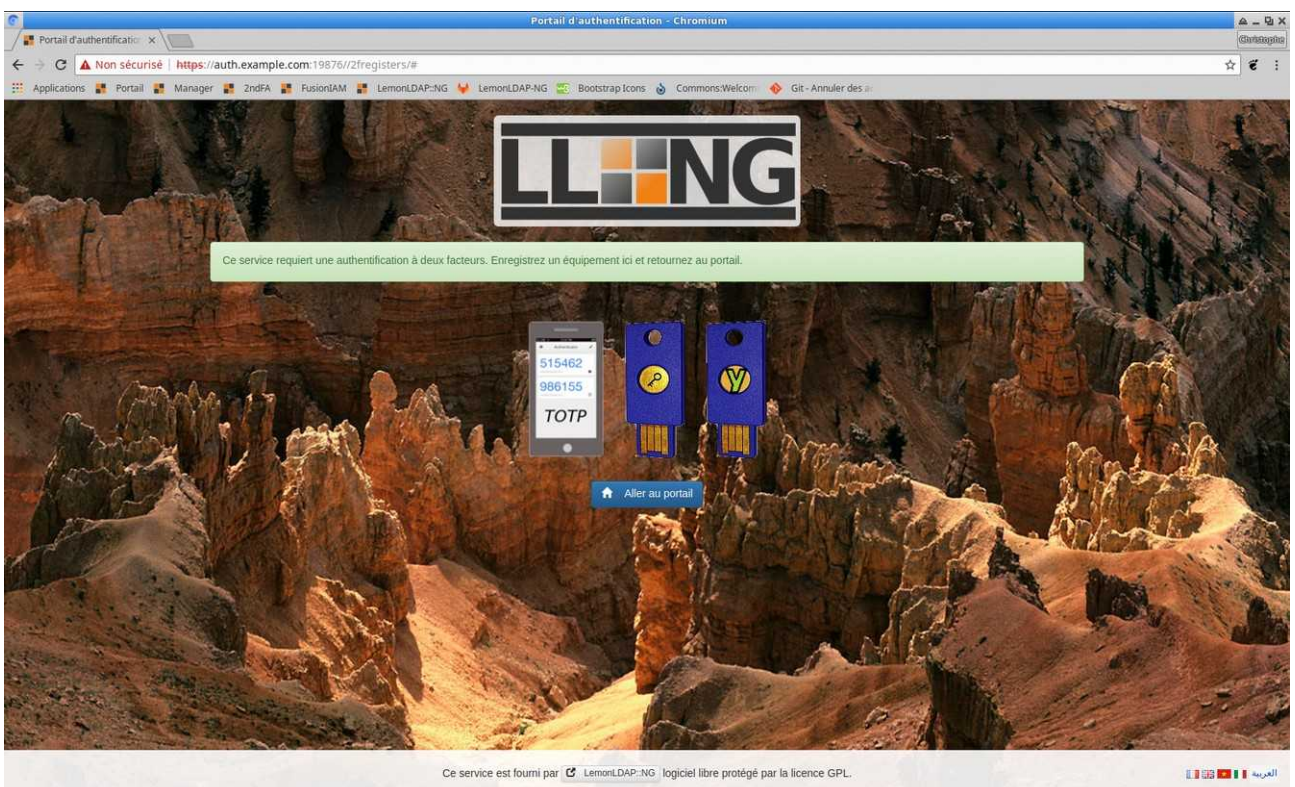 Portail d'authentification - Chromium
Portail d'authentificatio
Christophe
Non sécurisé | https://auth.example.com:19876//2fregisters/#
Applications Portail Manager 2ndFA FusionIAM LemonLDAP::NG LemonLDAP-NG Bootstrap Icons Commons:Welcom Git - Annuler des a
LL NG
Ce service requiert une authentification à deux facteurs. Enregistrez un équipement ici et retournez au portail.
Authenticator
515462
986155
TOTP
Aller au portail
Ce service est fourni par LemonLDAP::NG logiciel libre protégé par la licence GPL.
العربية